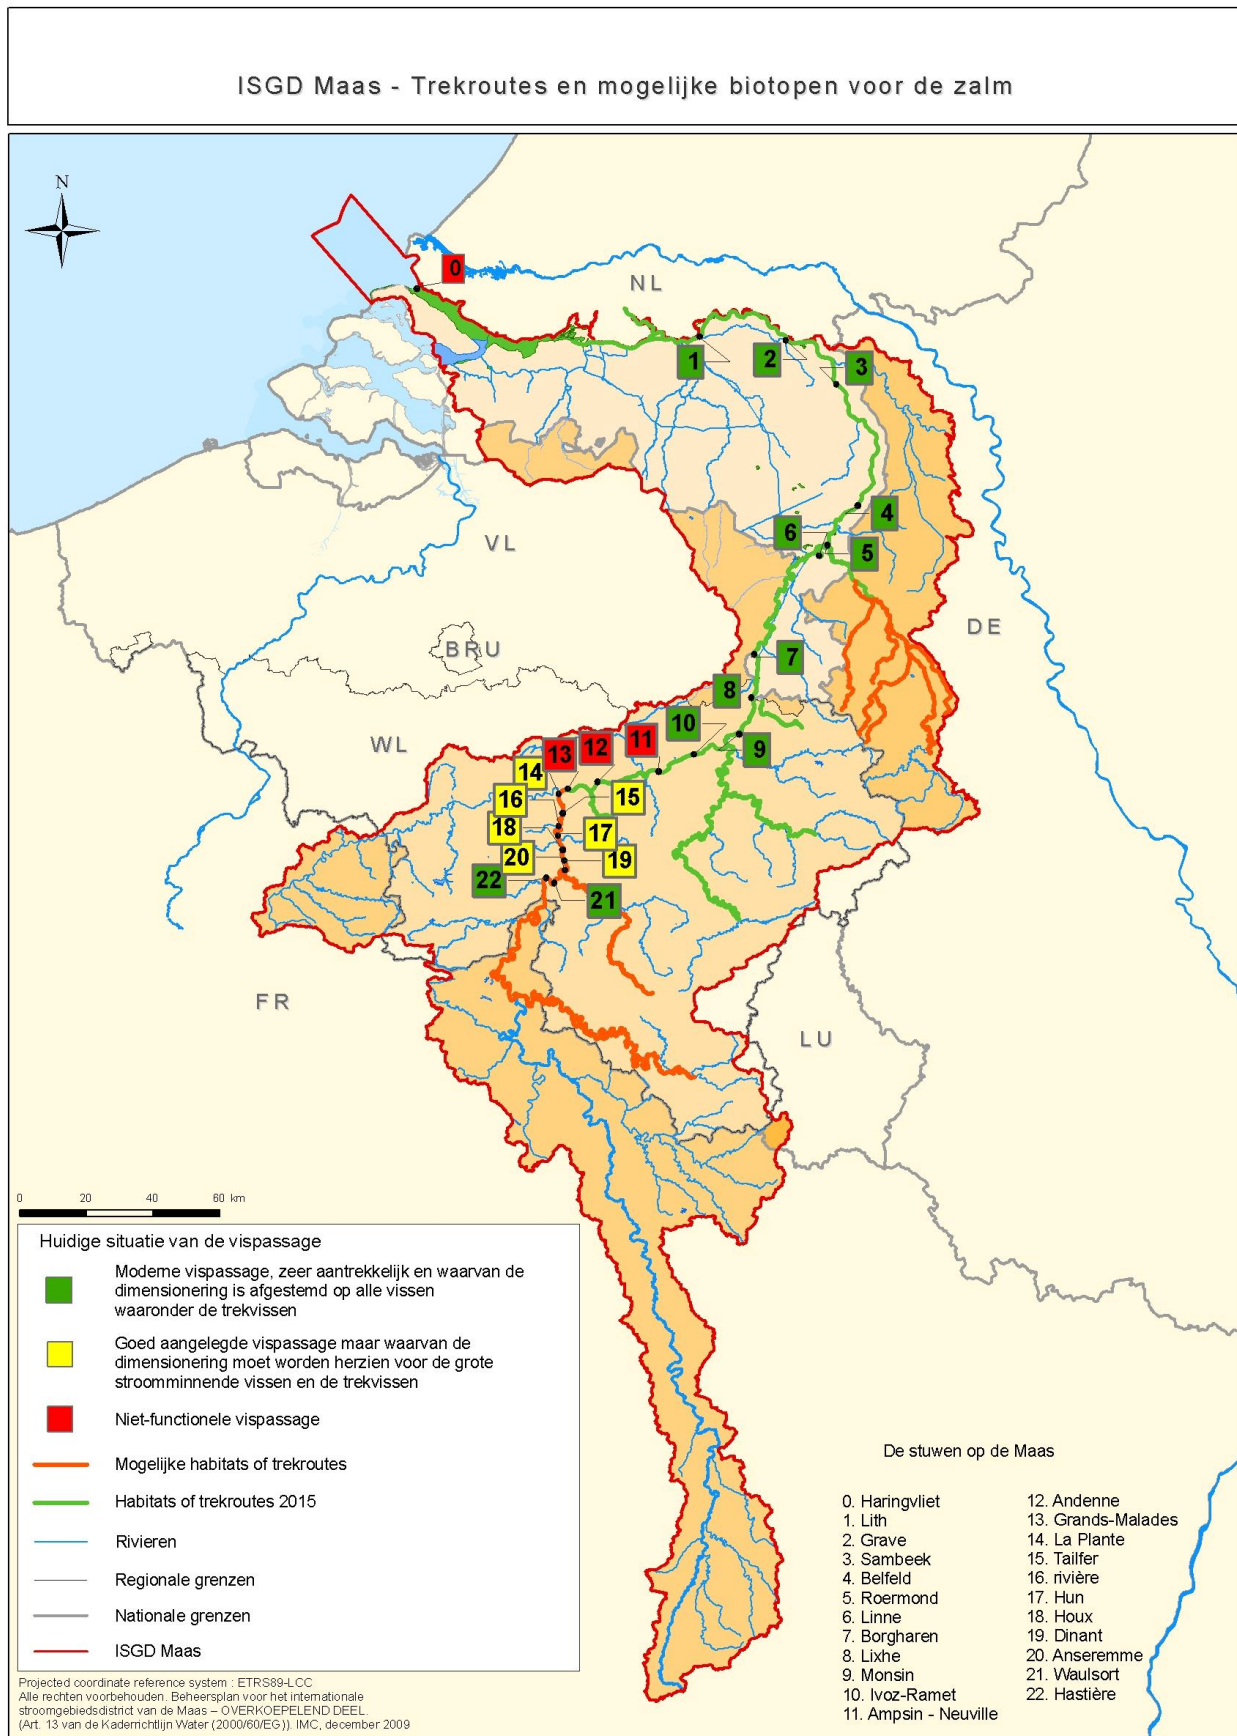 ISGD Maas - Trekroutes en mogelijke biotopen voor de zalm
N
0
NL
1
2
3
4
6
5
VL
DE
BRU
7
8
10
WL
11
12
13
9
14
16
15
18
17
20
19
22
21
FR
LU
0 20 40 60 km
Huidige situatie van de vispassage
Moderne vispassage, zeer aantrekkelijk en waarvan de
dimensionering is afgestemd op alle vissen
waaronder de trekvissen
Goed aangelegde vispassage maar waarvan de
dimensionering moet worden herzien voor de grote
stroomminnende vissen en de trekvissen
Niet-functionele vispassage
Mogelijke habitats of trekroutes
Habitats of trekroutes 2015
Rivieren
Regionale grenzen
Nationale grenzen
ISGD Maas
De stuwen op de Maas
0. Haringvliet
1. Lith
2. Grave
3. Sambeek
4. Belfeld
5. Roermond
6. Linne
7. Borgharen
8. Lixhe
9. Monsin
10. Ivoz-Ramet
11. Ampsin - Neuville
12. Andenne
13. Grands-Malades
14. La Plante
15. Tailfer
16. rivière
17. Hun
18. Houx
19. Dinant
20. Anseremme
21. Waulsort
22. Hastière
Projected coordinate reference system : ETRS89-LCC
Alle rechten voorbehouden. Beheersplan voor het internationale
stroomgebiedsdistrict van de Maas – OVERKOEPELEND DEEL.
(Art. 13 van de Kaderrichtlijn Water (2000/60/EG)). IMC, december 2009